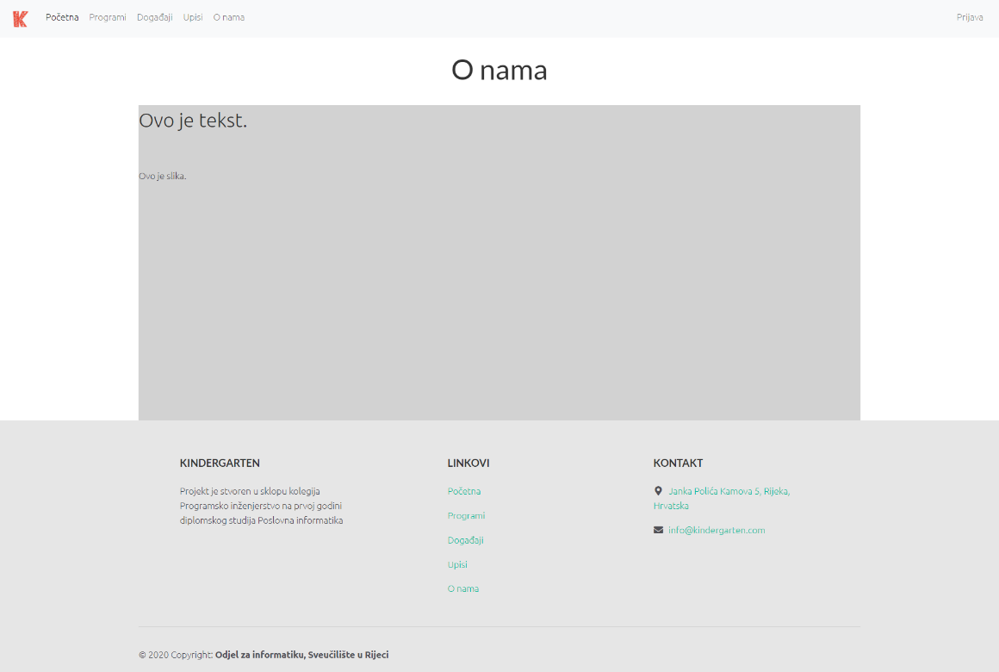 K
Početna Programi Događaji Upisi O nama Prijava
O nama
Ovo je tekst.
Ovo je slika.
KINDERGARTEN
Projekt je stvoren u sklopu kolegija
Programsko inženjerstvo na prvoj godini
diplomskog studija Poslovna informatika
LINKOVI
Početna
Programi
Događaji
Upisi
O nama
KONTAKT
Janka Polića Kamova 5, Rijeka,
Hrvatska
info@kindergarten.com
© 2020 Copyright: Odjel za informatiku, Sveučilište u Rijeci